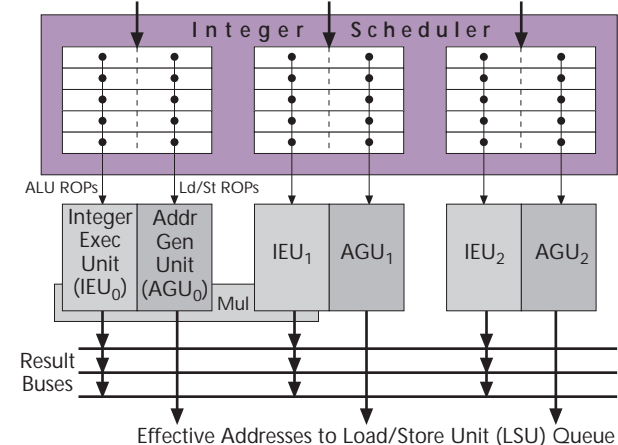 Integer Scheduler
ALU ROPs
Ld/St ROPs
Integer
Exec
Unit
(IEU0)
Addr
Gen
Unit
(AGU0)
Mul
IEU1
AGU1
IEU2
AGU2
Result
Buses
Effective Addresses to Load/Store Unit (LSU) Queue